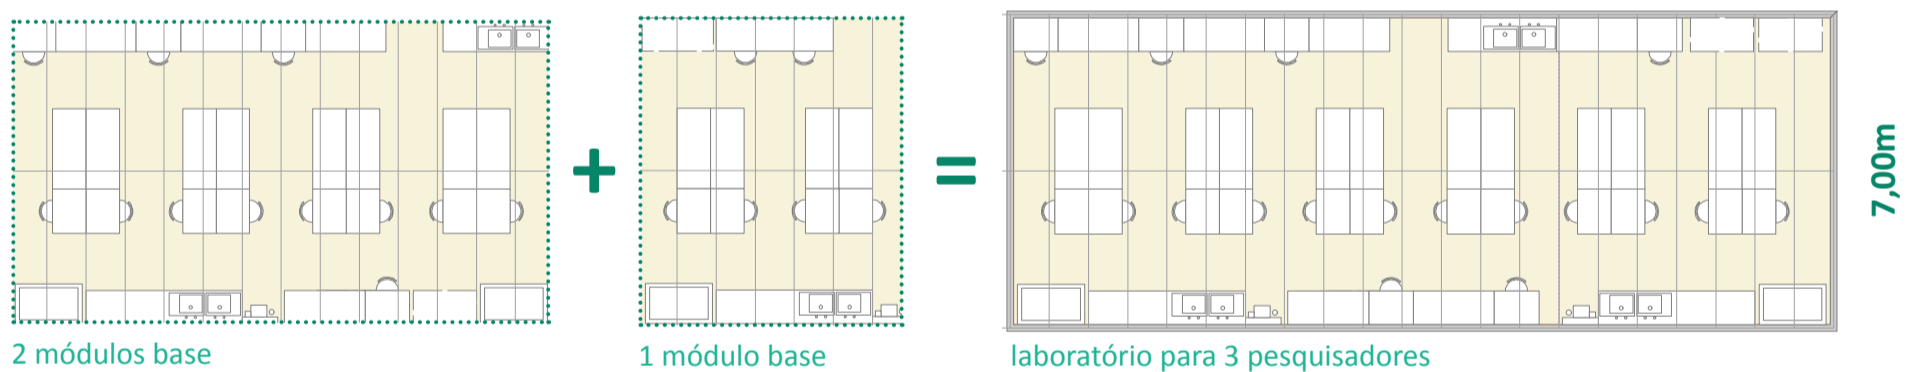 +
=
7,00m
2 módulos base
1 módulo base
laboratório para 3 pesquisadores